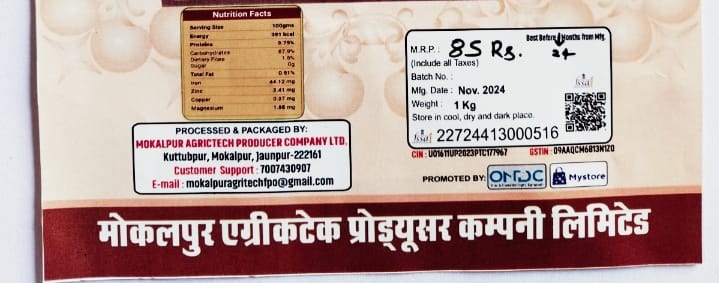 Nutrition Facts
Serving Size 100gms
Energy 391 kcal
Proteins 9.75%
Carbohydrates 87.9%
Dietary Fibre 1.5%
Sugar 0g
Total Fat 0.51%
Iron 44.12 mg
Zinc 3.41 mg
Copper 0.37 mg
Magnesium 1.88 mg
PROCESSED & PACKAGED BY:
MOKALPUR AGRICTECH PRODUCER COMPANY LTD.
Kuttubpur, Mokalpur, Jaunpur-222161
Customer Support : 7007430907
E-mail : mokalpuragritechfpo@gmail.com
Best Before Months from Mfg.
24
M.R.P. : 85 Rs.
(Include all Taxes)
Batch No. :
Mfg. Date : Nov. 2024
Weight : 1 Kg
Store in cool, dry and dark place.
fssai 22724413000516
CIN : U01611UP2023PTC177967 GSTIN : 09AAQCM6813N1ZO
PROMOTED BY: ONDC Mystore
मोकलपुर एग्रीकटेक प्रोड्यूसर कम्पनी लिमिटेड